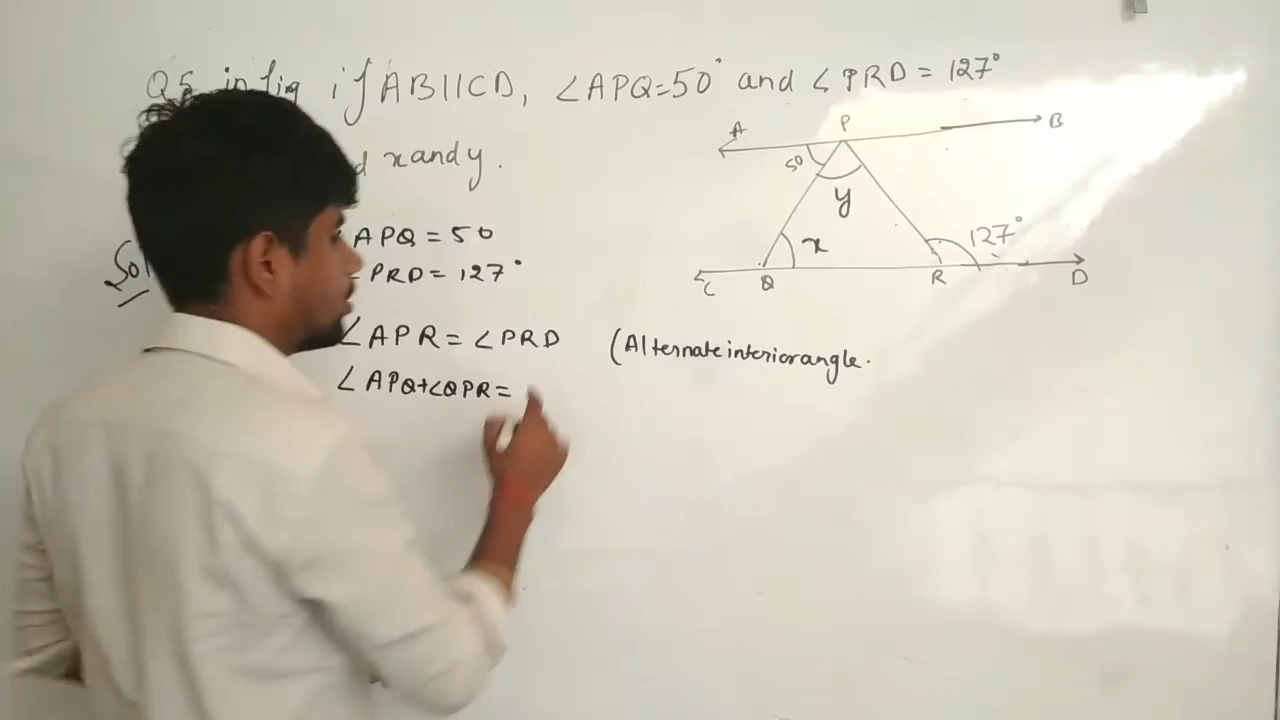 Q5 in fig if AB||CD, ∠APQ=50° and ∠PRD = 127°
x and y.
Sol
APQ = 50
PRD = 127°
∠APR = ∠PRD (Alternate interior angle.
∠APQ+∠QPR =
A P B
50
y
x 127°
C Q R D